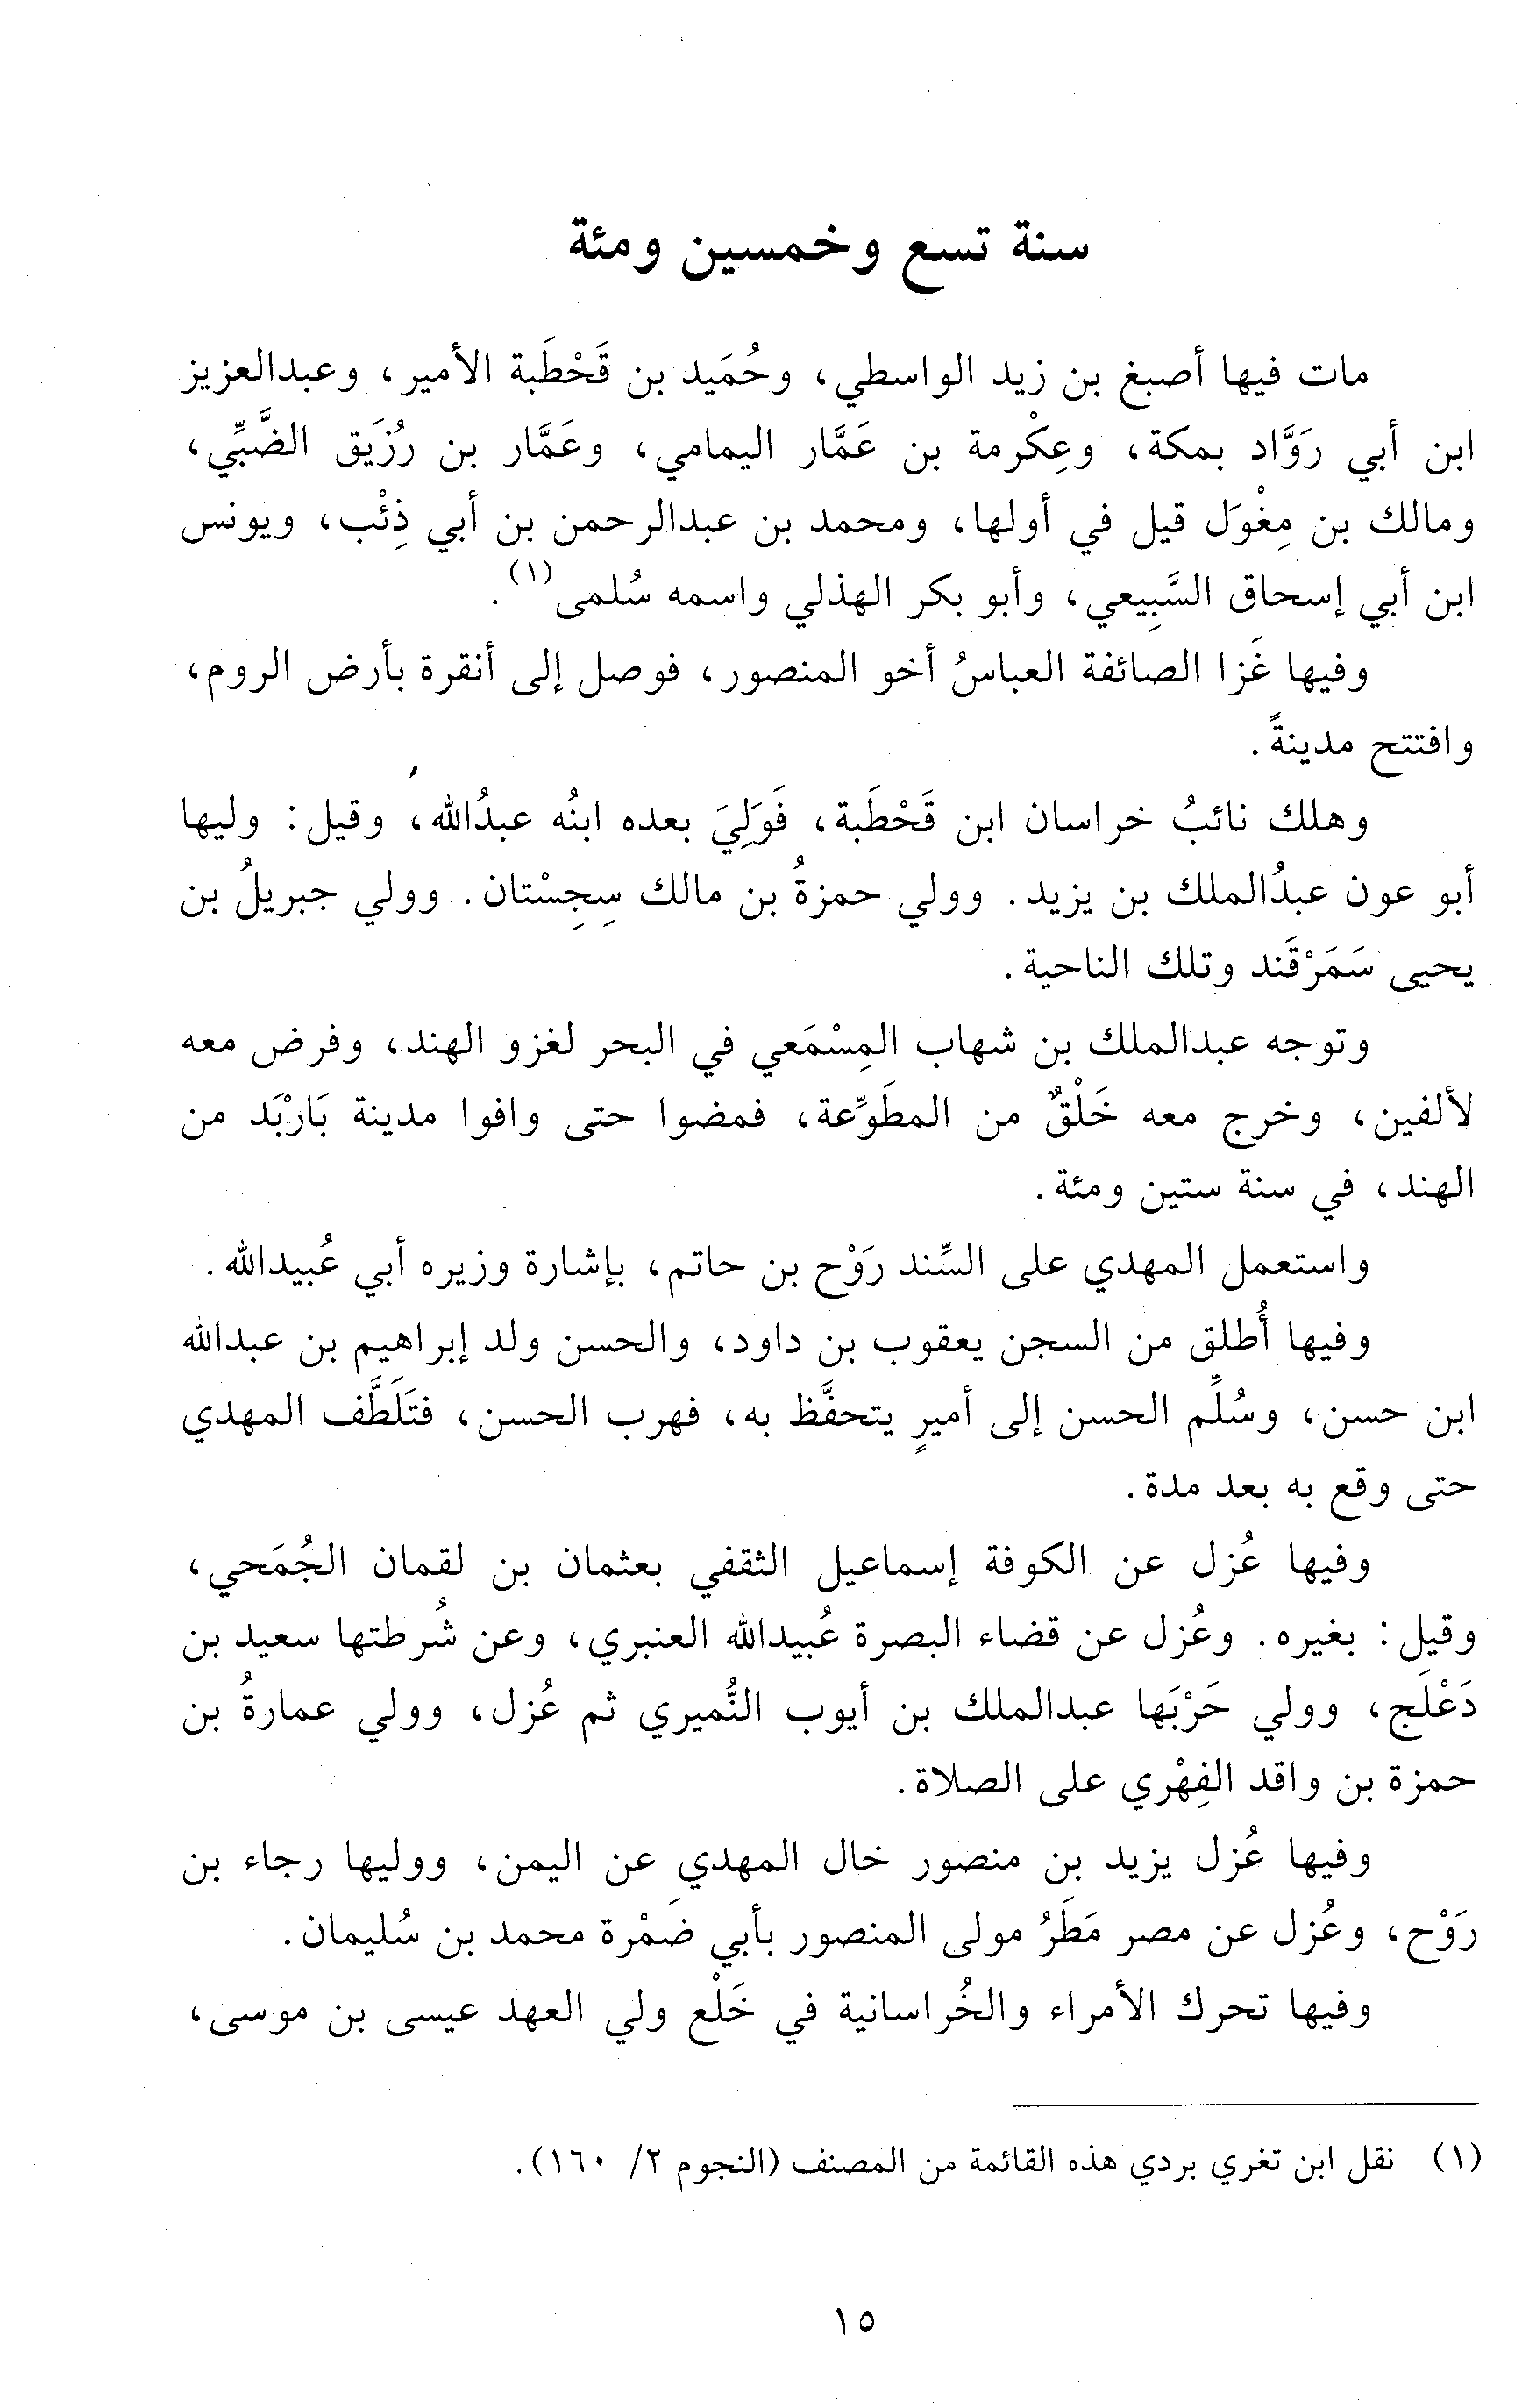 سنة تسع وخمسين ومئة
مات فيها أصبغ بن زيد الواسطي، وحُمَيد بن قَحْطَبة الأمير، وعبدالعزيز
ابن أبي رَوَّاد بمكة، وعِكْرمة بن عَمَّار اليمامي، وعَمَّار بن رُزَيق الضَّبِّي،
ومالك بن مِغْوَل قيل في أولها، ومحمد بن عبدالرحمن بن أبي ذِئْب، ويونس
ابن أبي إسحاق السَّبِيعي، وأبو بكر الهذلي واسمه سُلمى(١).
وفيها غَزا الصائفة العباسُ أخو المنصور، فوصل إلى أنقرة بأرض الروم،
وافتتح مدينةً.
وهلك نائبُ خراسان ابن قَحْطَبة، فَوَلِيَ بعده ابنُه عبدُالله، وقيل: وليها
أبو عون عبدُالملك بن يزيد. وولي حمزةُ بن مالك سِجِسْتان. وولي جبريلُ بن
يحيى سَمَرْقَند وتلك الناحية.
وتوجه عبدالملك بن شهاب المِسْمَعي في البحر لغزو الهند، وفرض معه
لألفين، وخرج معه خَلْقٌ من المطَوِّعة، فمضوا حتى وافوا مدينة بَارْبَد من
الهند، في سنة ستين ومئة.
واستعمل المهدي على السِّند رَوْح بن حاتم، بإشارة وزيره أبي عُبيدالله.
وفيها أُطلق من السجن يعقوب بن داود، والحسن ولد إبراهيم بن عبدالله
ابن حسن، وسُلِّم الحسن إلى أميرٍ يتحفَّظ به، فهرب الحسن، فتَلَطَّف المهدي
حتى وقع به بعد مدة.
وفيها عُزل عن الكوفة إسماعيل الثقفي بعثمان بن لقمان الجُمَحي،
وقيل: بغيره. وعُزل عن قضاء البصرة عُبيدالله العنبري، وعن شُرطتها سعيد بن
دَعْلَج، وولي حَرْبَها عبدالملك بن أيوب النُّميري ثم عُزل، وولي عمارةُ بن
حمزة بن واقد الفِهْري على الصلاة.
وفيها عُزل يزيد بن منصور خال المهدي عن اليمن، ووليها رجاء بن
رَوْح، وعُزل عن مصر مَطَرُ مولى المنصور بأبي ضَمْرة محمد بن سُليمان.
وفيها تحرك الأمراء والخُراسانية في خَلْع ولي العهد عيسى بن موسى،
(١) نقل ابن تغري بردي هذه القائمة من المصنف (النجوم ٢/ ١٦٠).
١٥